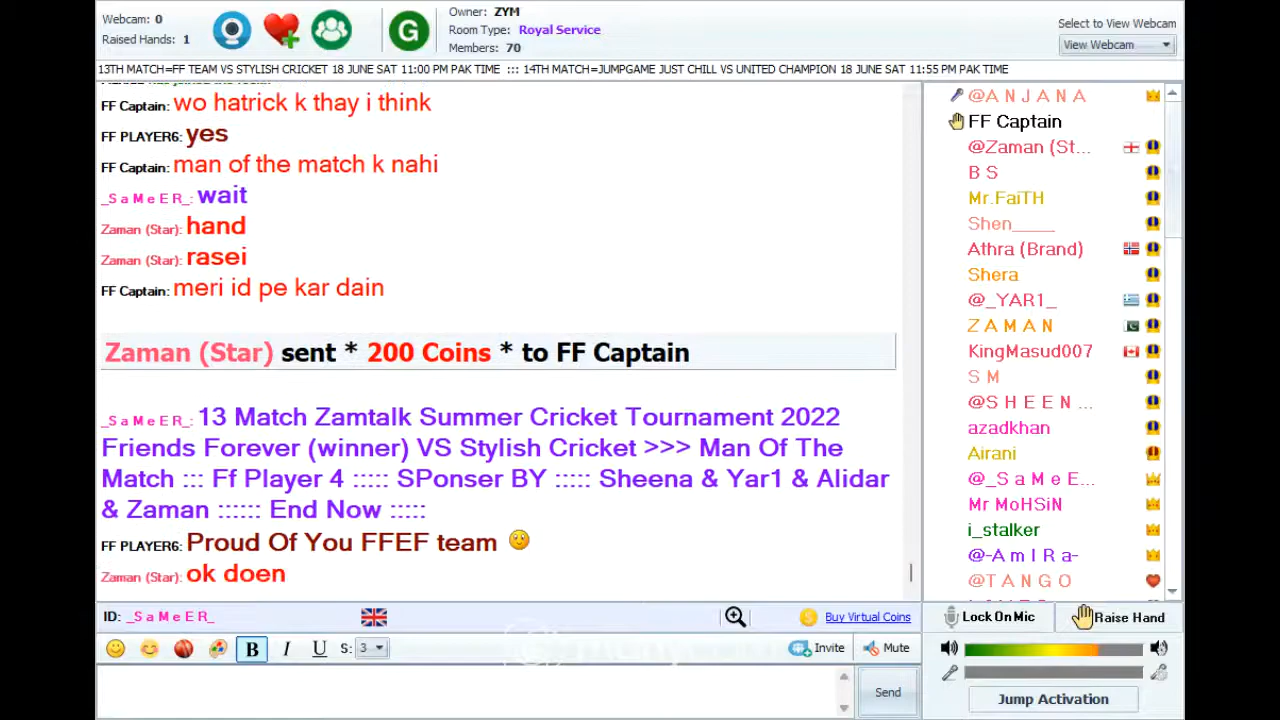 Webcam: 0
Raised Hands: 1
G
Owner: ZYM
Room Type: Royal Service
Members: 70
Select to View Webcam
View Webcam
13TH MATCH=FF TEAM VS STYLISH CRICKET 18 JUNE SAT 11:00 PM PAK TIME ::: 14TH MATCH=JUMPGAME JUST CHILL VS UNITED CHAMPION 18 JUNE SAT 11:55 PM PAK TIME
FF Captain: wo hatrick k thay i think
FF PLAYER6: yes
FF Captain: man of the match k nahi
_S a M e E R_: wait
Zaman (Star): hand
Zaman (Star): rasei
FF Captain: meri id pe kar dain
Zaman (Star) sent * 200 Coins * to FF Captain
_S a M e E R_: 13 Match Zamtalk Summer Cricket Tournament 2022
Friends Forever (winner) VS Stylish Cricket >>> Man Of The
Match ::: Ff Player 4 ::::: SPonser BY ::::: Sheena & Yar1 & Alidar
& Zaman :::::: End Now :::::
FF PLAYER6: Proud Of You FFEF team
Zaman (Star): ok doen
@A N J A N A
FF Captain
@Zaman (St...
B S
Mr.FaiTH
Shen____
Athra (Brand)
Shera
@_YAR1_
Z A M A N
KingMasud007
S M
@S H E E N ...
azadkhan
Airani
@_S a M e E...
Mr MoHSiN
i_stalker
@-A m I R a-
@T A N G O
ID: _S a M e E R_
Buy Virtual Coins
Lock On Mic
Raise Hand
B I U S: 3
Invite
Mute
Send
Jump Activation